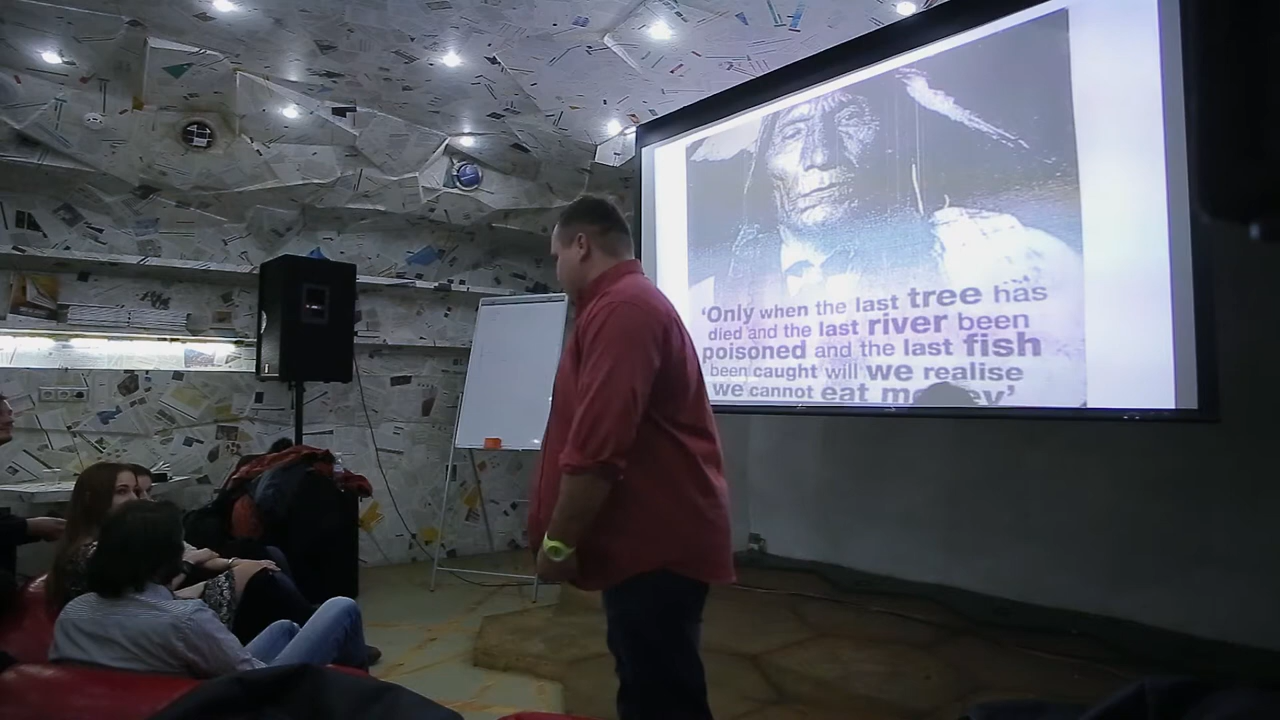 ‘Only when the last tree has
died and the last river been
poisoned and the last fish
been caught will we realise
we cannot eat money’